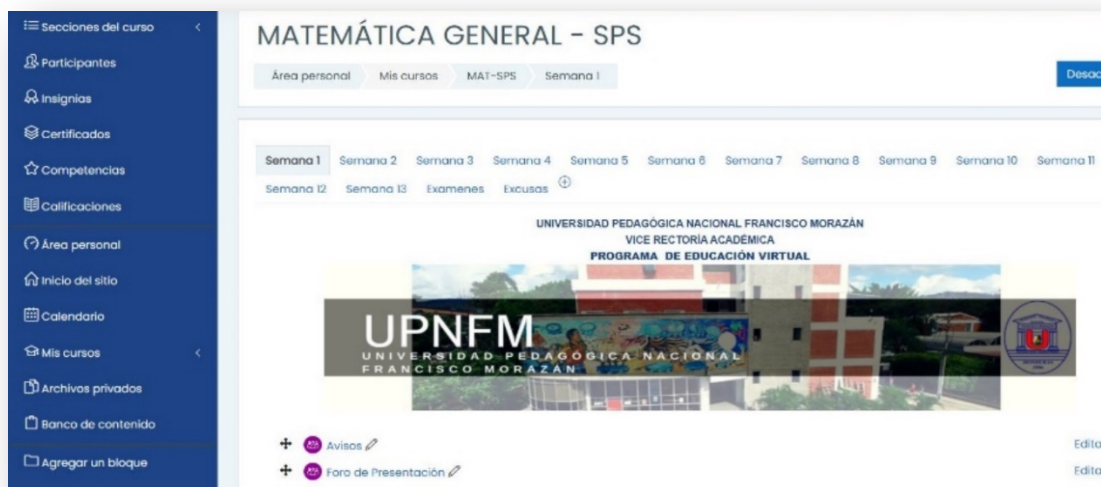 Secciones del curso
Participantes
Insignias
Certificados
Competencias
Calificaciones
Área personal
Inicio del sitio
Calendario
Mis cursos
Archivos privados
Banco de contenido
Agregar un bloque
MATEMÁTICA GENERAL - SPS
Área personal Mis cursos MAT-SPS Semana 1
Desac
Semana 1 Semana 2 Semana 3 Semana 4 Semana 5 Semana 6 Semana 7 Semana 8 Semana 9 Semana 10 Semana 11
Semana 12 Semana 13 Examenes Excusas
UNIVERSIDAD PEDAGÓGICA NACIONAL FRANCISCO MORAZÁN
VICE RECTORÍA ACADÉMICA
PROGRAMA DE EDUCACIÓN VIRTUAL
UPNFM
UNIVERSIDAD PEDAGÓGICA NACIONAL
FRANCISCO MORAZÁN
Avisos Edita
Foro de Presentación Edita